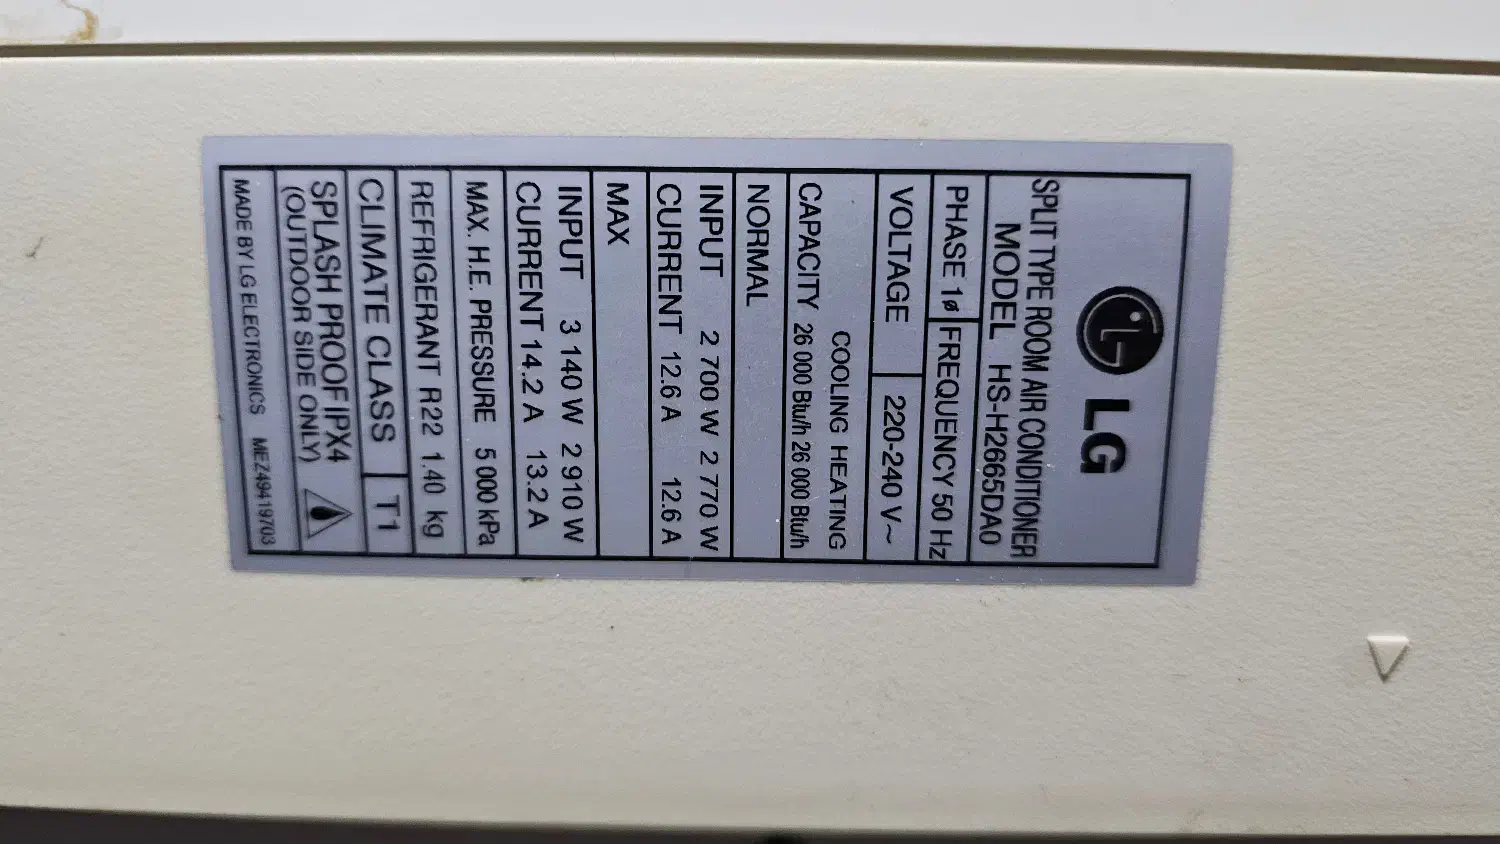 LG
SPLIT TYPE ROOM AIR CONDITIONER
MODEL HS-H2665DA0
PHASE 1ø FREQUENCY 50 Hz
VOLTAGE 220-240 V~
COOLING HEATING
CAPACITY 26 000 Btu/h 26 000 Btu/h
NORMAL
INPUT 2 700 W 2 770 W
CURRENT 12.6 A 12.6 A
MAX
INPUT 3 140 W 2 910 W
CURRENT 14.2 A 13.2 A
MAX. H.E. PRESSURE 5 000 kPa
REFRIGERANT R22 1.40 kg
CLIMATE CLASS T1
SPLASH PROOF IPX4
(OUTDOOR SIDE ONLY)
MADE BY LG ELECTRONICS MEZ49419703